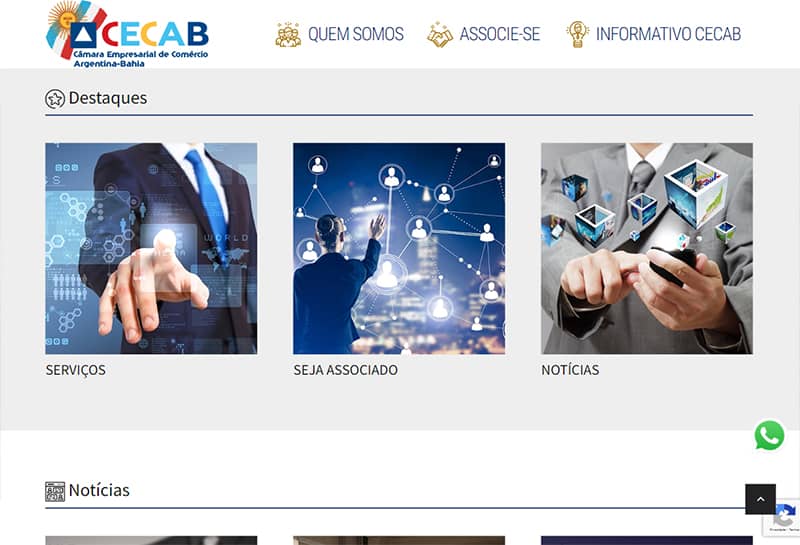 CECAB
Câmara Empresarial de Comércio
Argentina-Bahia
QUEM SOMOS
ASSOCIE-SE
INFORMATIVO CECAB
Destaques
WORLD
SERVIÇOS
SEJA ASSOCIADO
NOTÍCIAS
Notícias